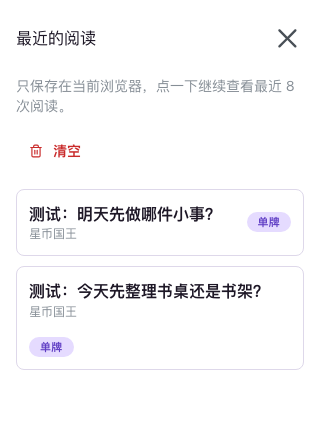 最近的阅读
只保存在当前浏览器，点一下继续查看最近 8
次阅读。
清空
测试：明天先做哪件小事？
单牌
星币国王
测试：今天先整理书桌还是书架？
星币国王
单牌